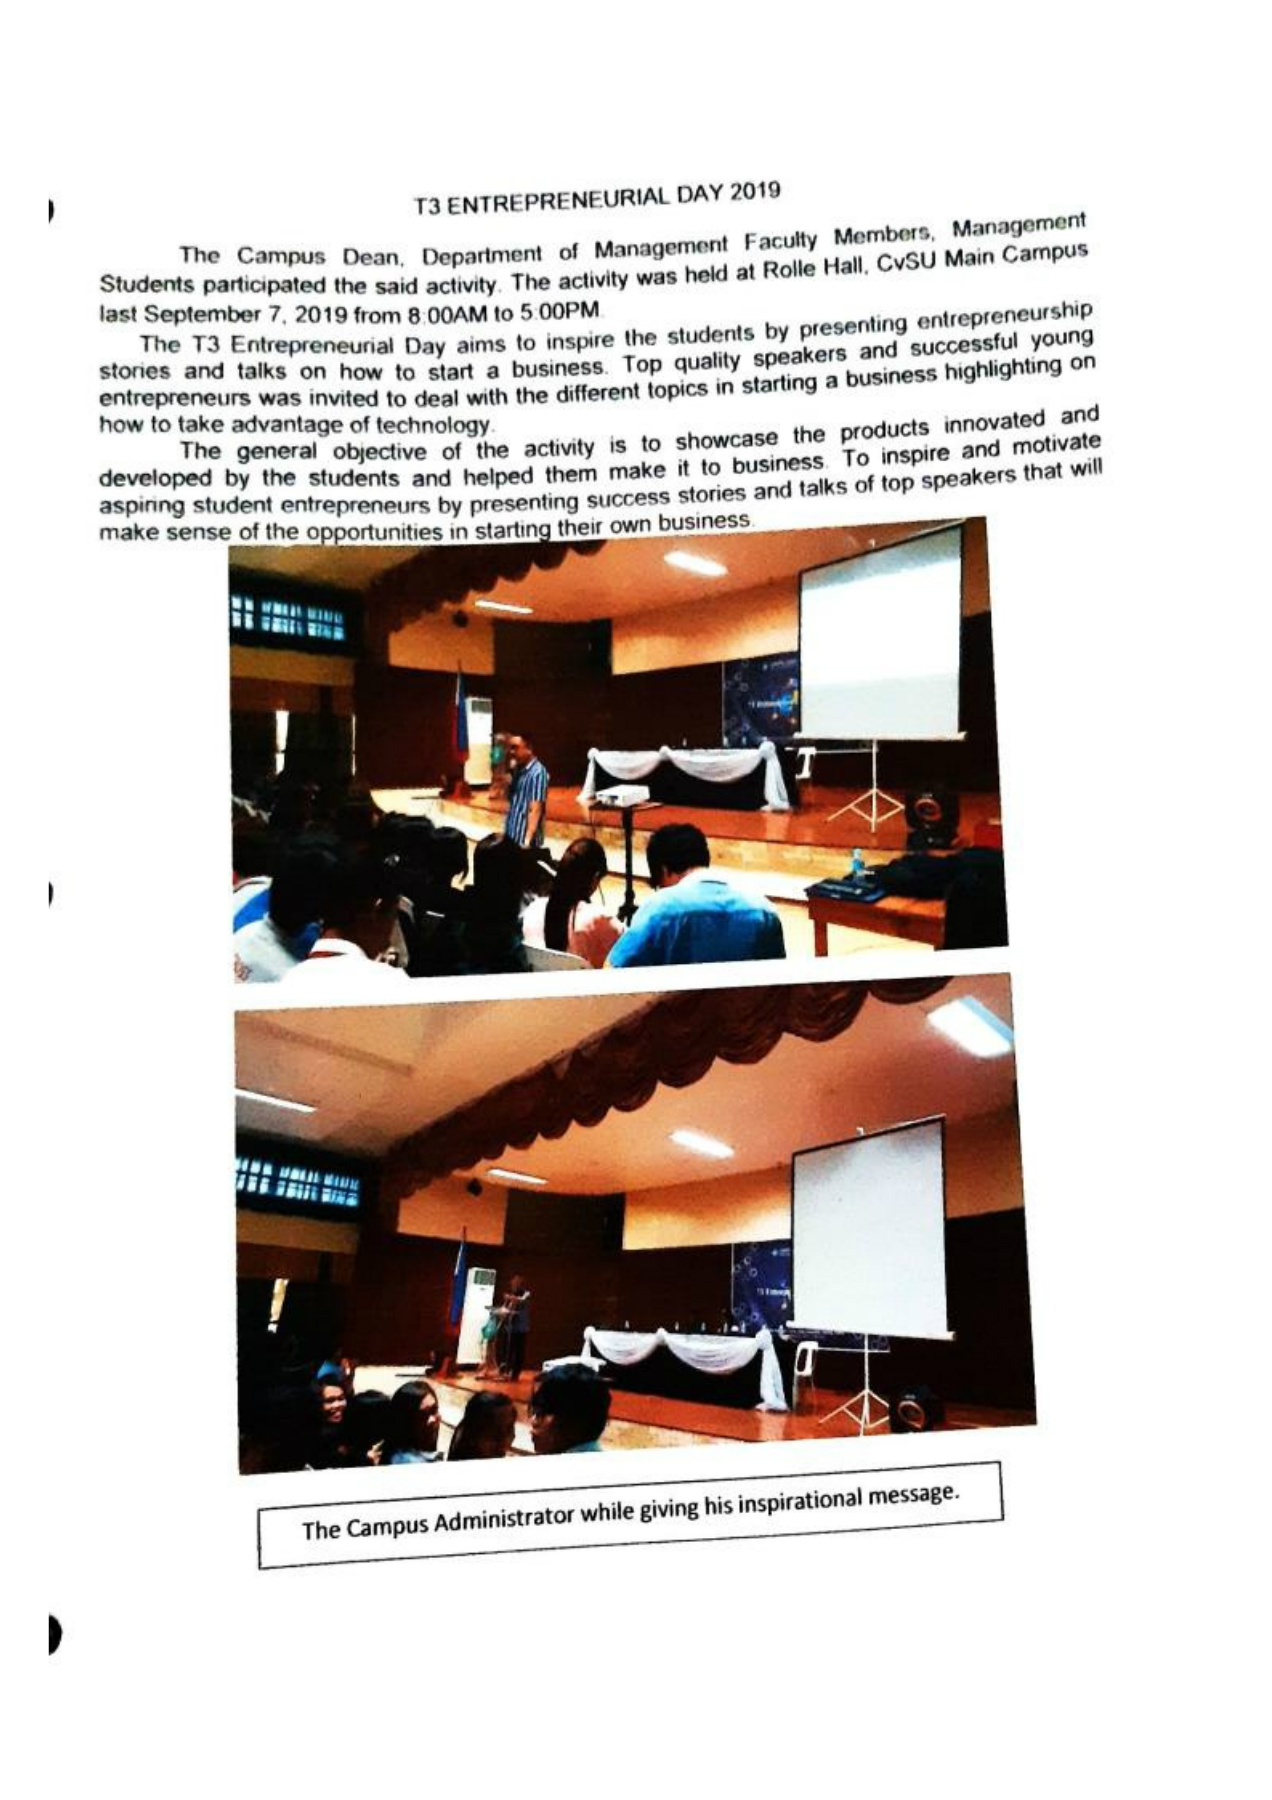 T3 ENTREPRENEURIAL DAY 2019
The Campus Dean, Department of Management Faculty Members, Management
Students participated the said activity. The activity was held at Rolle Hall, CvSU Main Campus
last September 7, 2019 from 8:00AM to 5:00PM.
The T3 Entrepreneurial Day aims to inspire the students by presenting entrepreneurship
stories and talks on how to start a business. Top quality speakers and successful young
entrepreneurs was invited to deal with the different topics in starting a business highlighting on
how to take advantage of technology.
The general objective of the activity is to showcase the products innovated and
developed by the students and helped them make it to business. To inspire and motivate
aspiring student entrepreneurs by presenting success stories and talks of top speakers that will
make sense of the opportunities in starting their own business.
The Campus Administrator while giving his inspirational message.